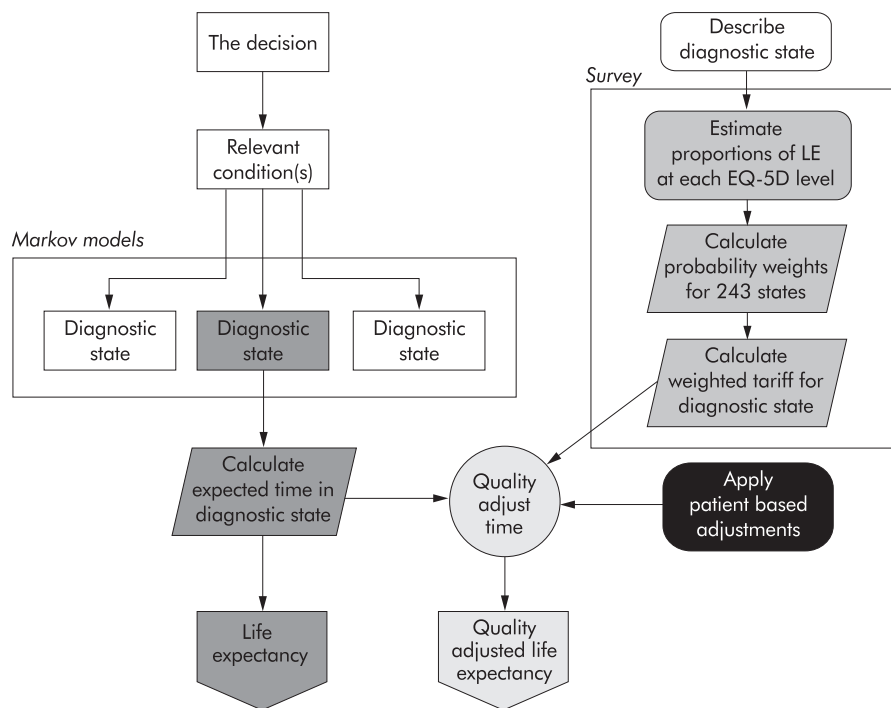 The decision
Relevant
condition(s)
Markov models
Diagnostic
state
Diagnostic
state
Diagnostic
state
Calculate
expected time in
diagnostic state
Life
expectancy
Describe
diagnostic state
Survey
Estimate
proportions of LE
at each EQ-5D level
Calculate
probability weights
for 243 states
Calculate
weighted tariff for
diagnostic state
Quality
adjust
time
Apply
patient based
adjustments
Quality
adjusted life
expectancy